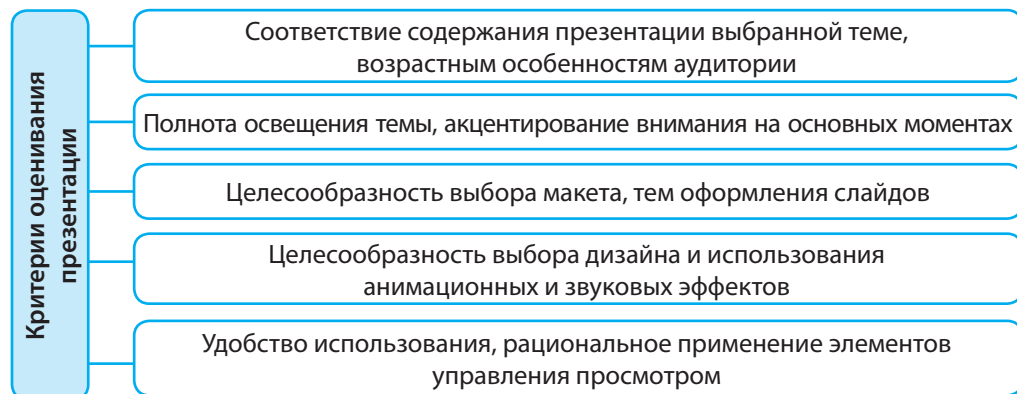 Критерии оценивания
презентации
Соответствие содержания презентации выбранной теме,
возрастным особенностям аудитории
Полнота освещения темы, акцентирование внимания на основных моментах
Целесообразность выбора макета, тем оформления слайдов
Целесообразность выбора дизайна и использования
анимационных и звуковых эффектов
Удобство использования, рациональное применение элементов
управления просмотром